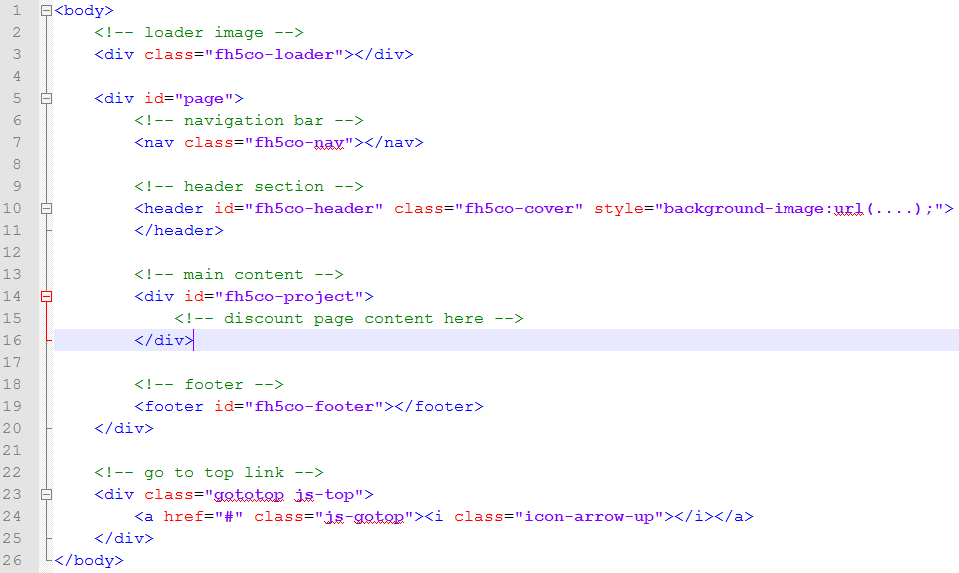 1 <body>
2 <!-- loader image -->
3 <div class="fh5co-loader"></div>
4
5 <div id="page">
6 <!-- navigation bar -->
7 <nav class="fh5co-nav"></nav>
8
9 <!-- header section -->
10 <header id="fh5co-header" class="fh5co-cover" style="background-image:url(....);">
11 </header>
12
13 <!-- main content -->
14 <div id="fh5co-project">
15 <!-- discount page content here -->
16 </div>
17
18 <!-- footer -->
19 <footer id="fh5co-footer"></footer>
20 </div>
21
22 <!-- go to top link -->
23 <div class="gototop js-top">
24 <a href="#" class="js-gotop"><i class="icon-arrow-up"></i></a>
25 </div>
26 </body>